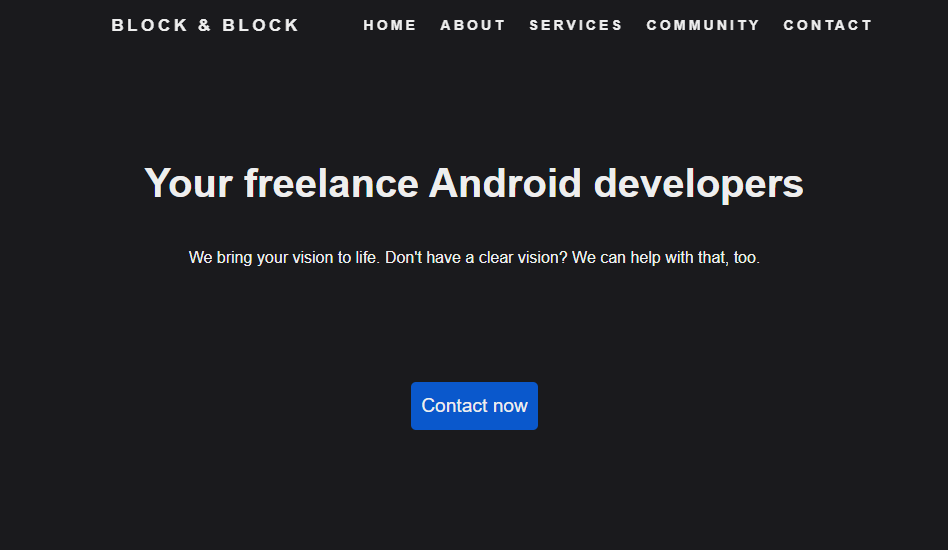 BLOCK & BLOCK HOME ABOUT SERVICES COMMUNITY CONTACT
Your freelance Android developers
We bring your vision to life. Don't have a clear vision? We can help with that, too.
Contact now